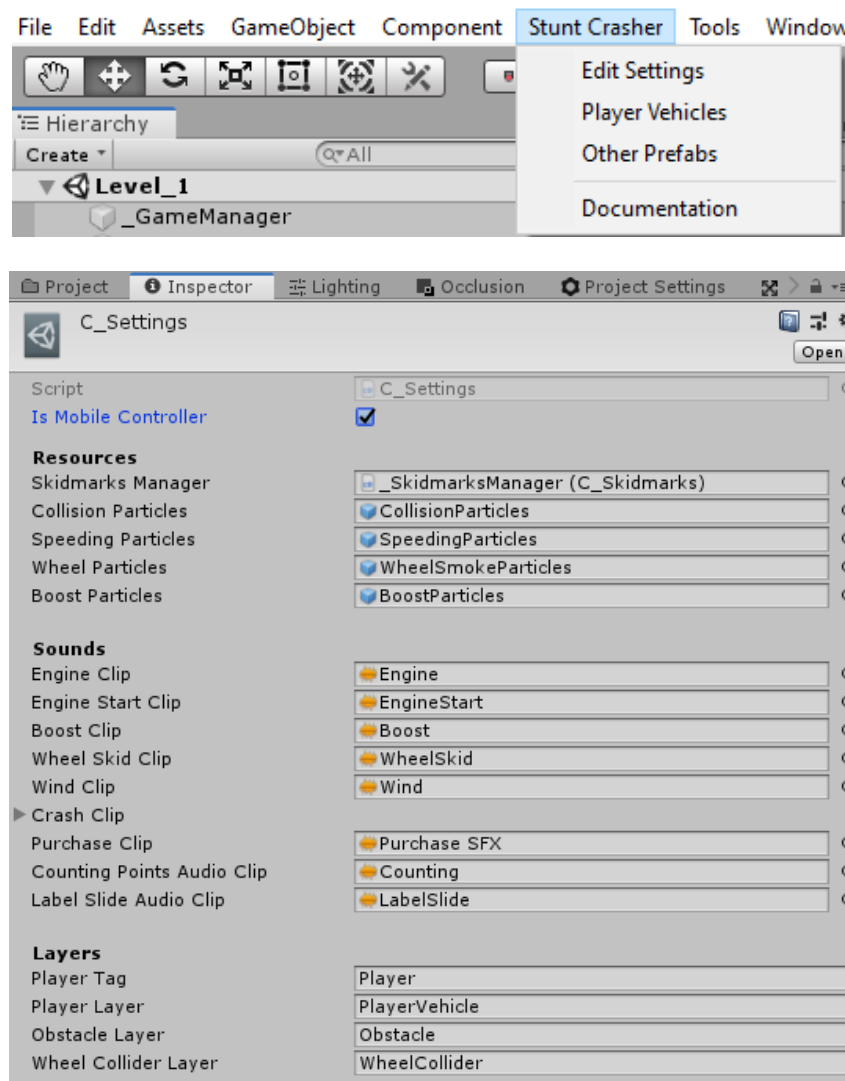 File Edit Assets GameObject Component Stunt Crasher Tools Window
Edit Settings
Player Vehicles
Other Prefabs
Documentation
Hierarchy
Create All
Level_1
_GameManager
Project Inspector Lighting Occlusion Project Settings
C_Settings
Open
Script C_Settings
Is Mobile Controller
Resources
Skidmarks Manager _SkidmarksManager (C_Skidmarks)
Collision Particles CollisionParticles
Speeding Particles SpeedingParticles
Wheel Particles WheelSmokeParticles
Boost Particles BoostParticles
Sounds
Engine Clip Engine
Engine Start Clip EngineStart
Boost Clip Boost
Wheel Skid Clip WheelSkid
Wind Clip Wind
Crash Clip
Purchase Clip Purchase SFX
Counting Points Audio Clip Counting
Label Slide Audio Clip LabelSlide
Layers
Player Tag Player
Player Layer PlayerVehicle
Obstacle Layer Obstacle
Wheel Collider Layer WheelCollider